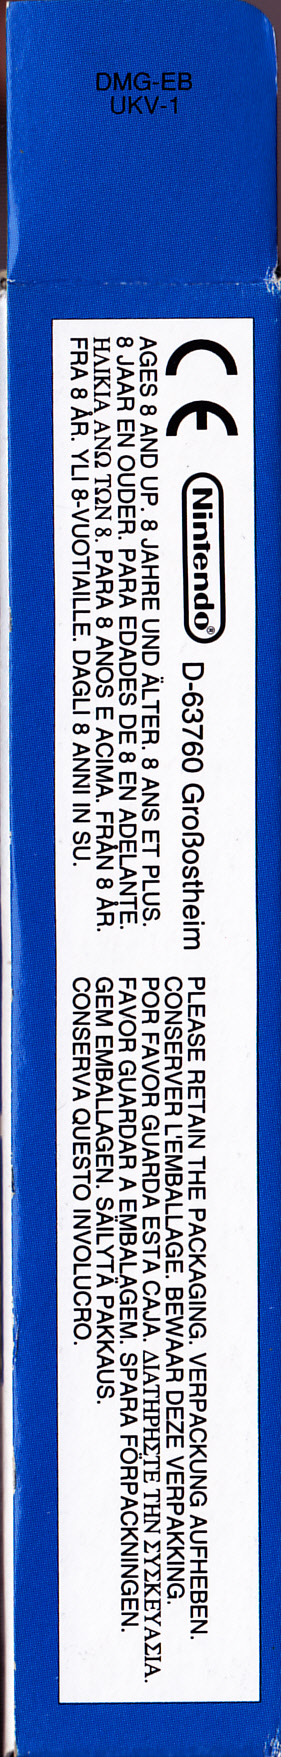 DMG-EB
UKV-1
CE Nintendo® D-63760 Großostheim
AGES 8 AND UP. 8 JAHRE UND ÄLTER. 8 ANS ET PLUS.
8 JAAR EN OUDER. PARA EDADES DE 8 EN ADELANTE.
ΗΛΙΚΙΑ ΑΝΩ ΤΩΝ 8. PARA 8 ANOS E ACIMA. FRÅN 8 ÅR.
FRA 8 ÅR. YLI 8-VUOTIAILLE. DAGLI 8 ANNI IN SU.
PLEASE RETAIN THE PACKAGING. VERPACKUNG AUFHEBEN.
CONSERVER L'EMBALLAGE. BEWAAR DEZE VERPAKKING.
POR FAVOR GUARDA ESTA CAJA. ΔΙΑΤΗΡΗΣΤΕ ΤΗΝ ΣΥΣΚΕΥΑΣΙΑ.
FAVOR GUARDAR A EMBALAGEM. SPARA FÖRPACKNINGEN.
GEM EMBALLAGEN. SÄILYTÄ PAKKAUS.
CONSERVA QUESTO INVOLUCRO.